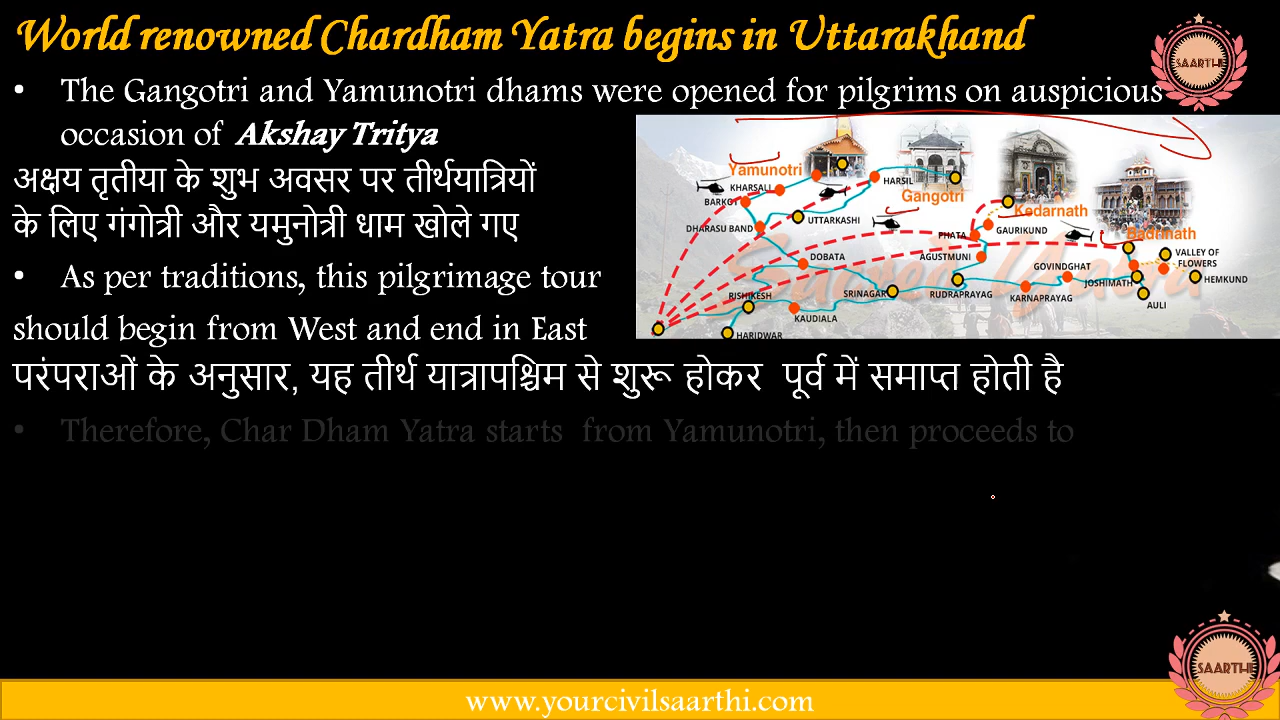 World renowned Chardham Yatra begins in Uttarakhand
SAARTHI
• The Gangotri and Yamunotri dhams were opened for pilgrims on auspicious
occasion of Akshay Tritya
अक्षय तृतीया के शुभ अवसर पर तीर्थयात्रियों
के लिए गंगोत्री और यमुनोत्री धाम खोले गए
• As per traditions, this pilgrimage tour
should begin from West and end in East
परंपराओं के अनुसार, यह तीर्थ यात्रापश्चिम से शुरू होकर पूर्व में समाप्त होती है
• Therefore, Char Dham Yatra starts from Yamunotri, then proceeds to
Yamunotri
KHARSALI
BARKOT
HARSIL
Gangotri
UTTARKASHI
DHARASU BAND
Kedarnath
GAURIKUND
PHATA
Badrinath
AGUSTMUNI
DOBATA
GOVINDGHAT
VALLEY OF
FLOWERS
HEMKUND
JOSHIMATH
AULI
RISHIKESH
SRINAGAR
RUDRAPRAYAG
KARNAPRAYAG
KAUDIALA
HARIDWAR
SAARTHI
www.yourcivilsaarthi.com